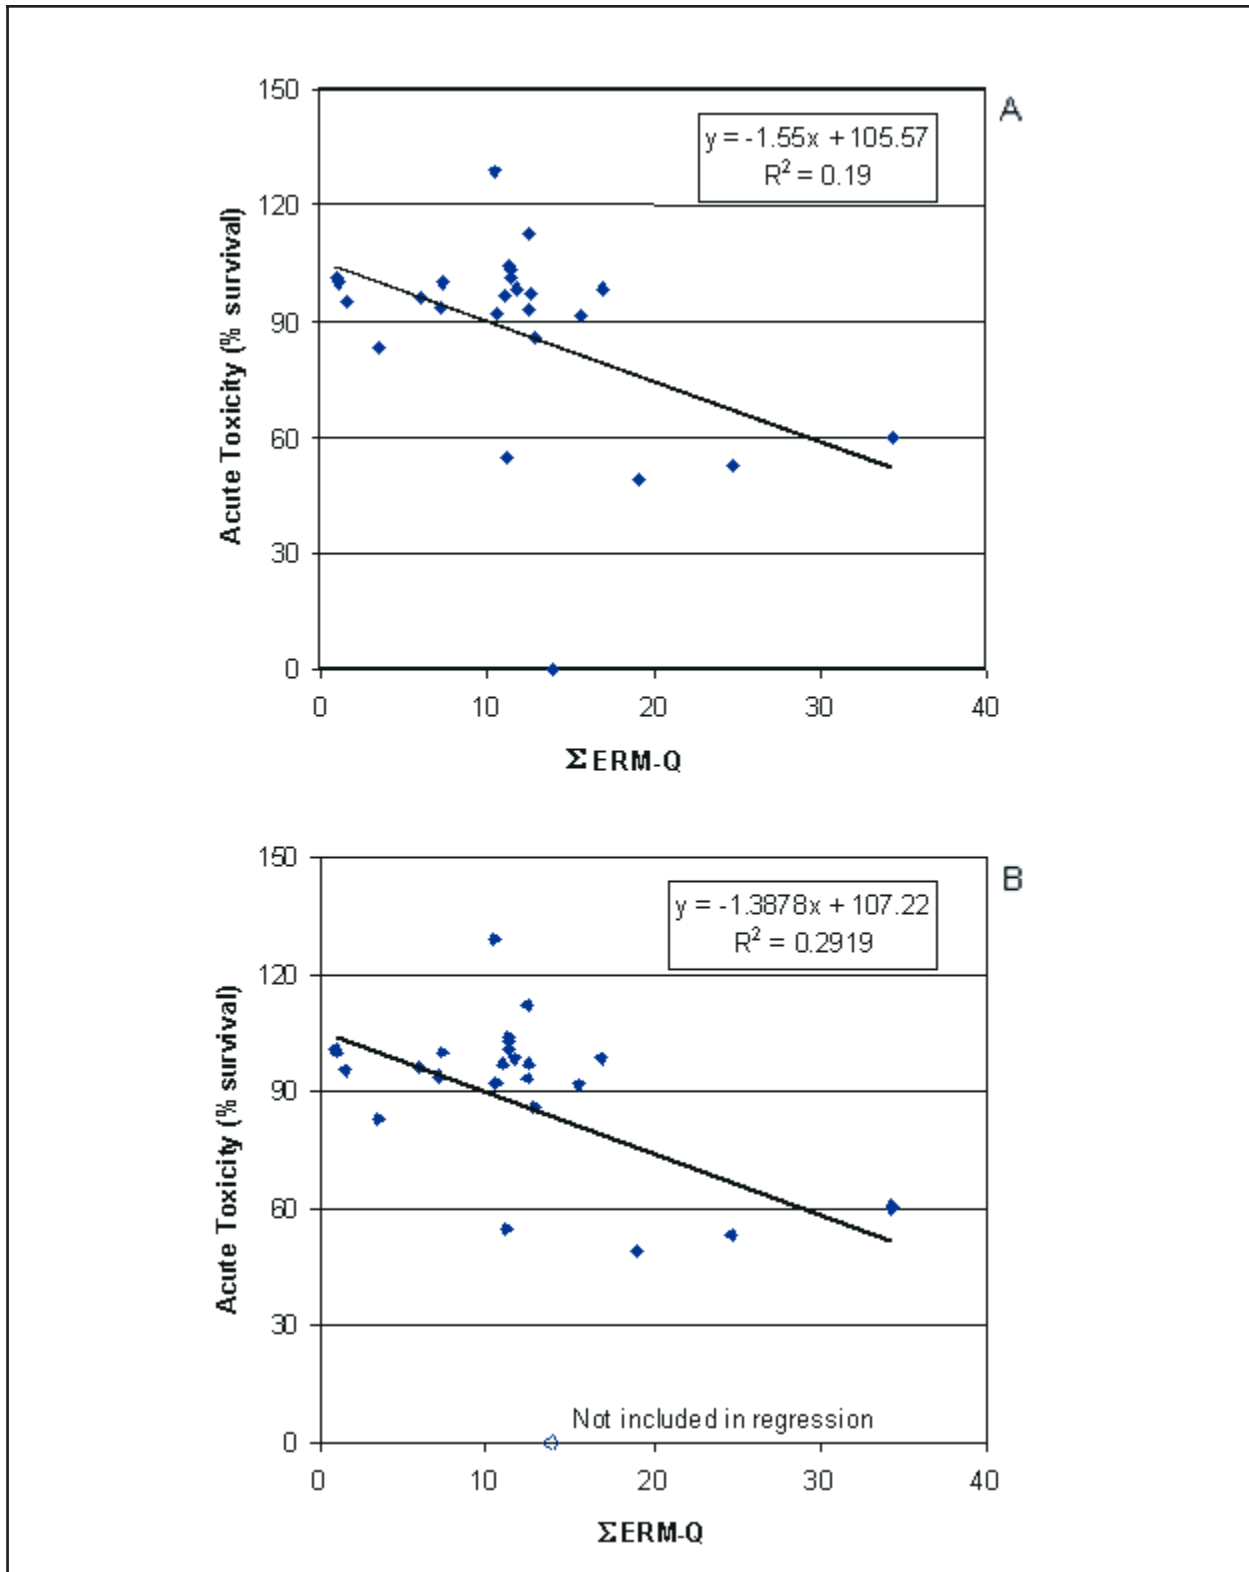 A
150
120
90
60
30
0
Acute Toxicity (% survival)
y = -1.55x + 105.57
R² = 0.19
0 10 20 30 40
ΣERM-Q
B
150
120
90
60
30
0
Acute Toxicity (% survival)
y = -1.3878x + 107.22
R² = 0.2919
Not included in regression
0 10 20 30 40
ΣERM-Q